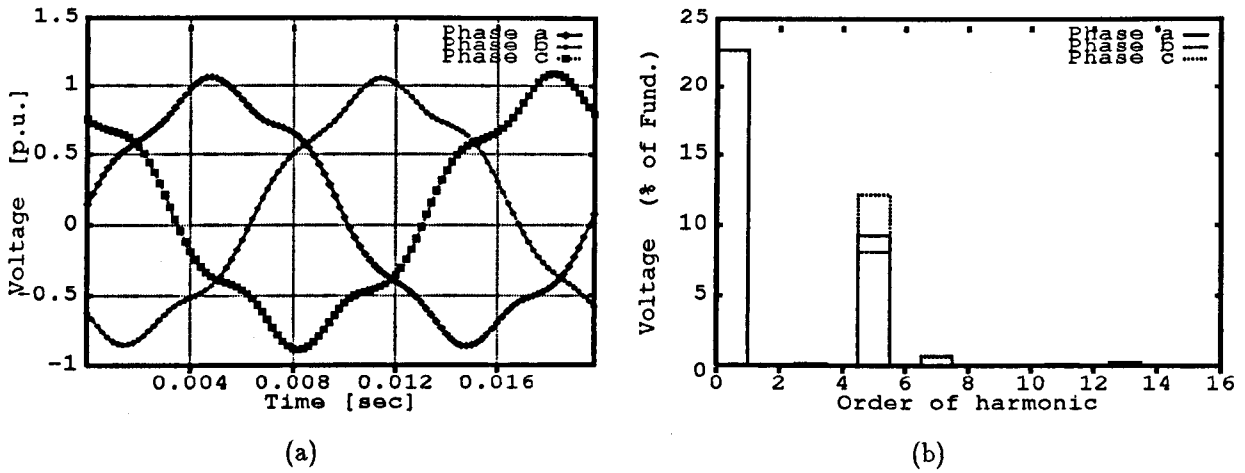 1.5
1
0.5
0
-0.5
-1
Voltage [p.u.]
Phase a
Phase b
Phase c
0.004 0.008 0.012 0.016
Time [sec]
(a)
25
20
15
10
5
0
Voltage (% of Fund.)
Phase a
Phase b
Phase c
0 2 4 6 8 10 12 14 16
Order of harmonic
(b)